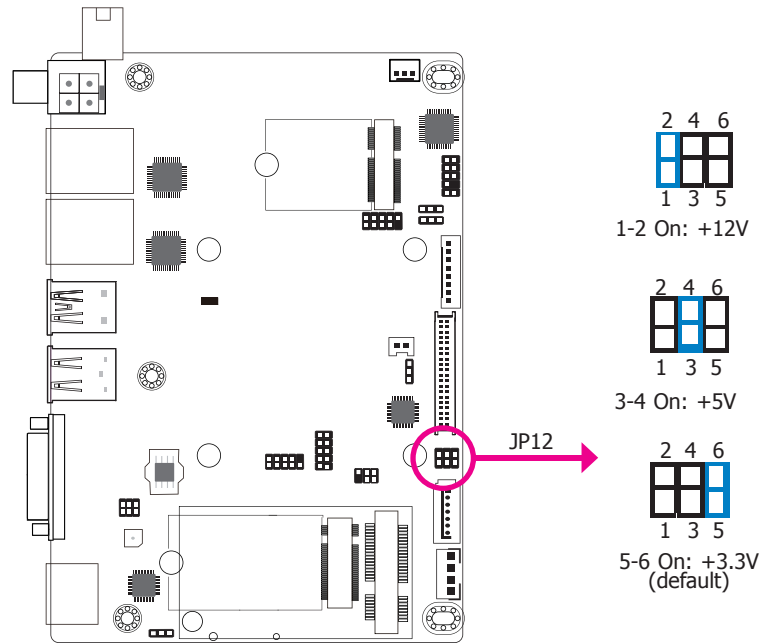 2 4 6
1 3 5
1-2 On: +12V
2 4 6
1 3 5
3-4 On: +5V
JP12
2 4 6
1 3 5
5-6 On: +3.3V
(default)